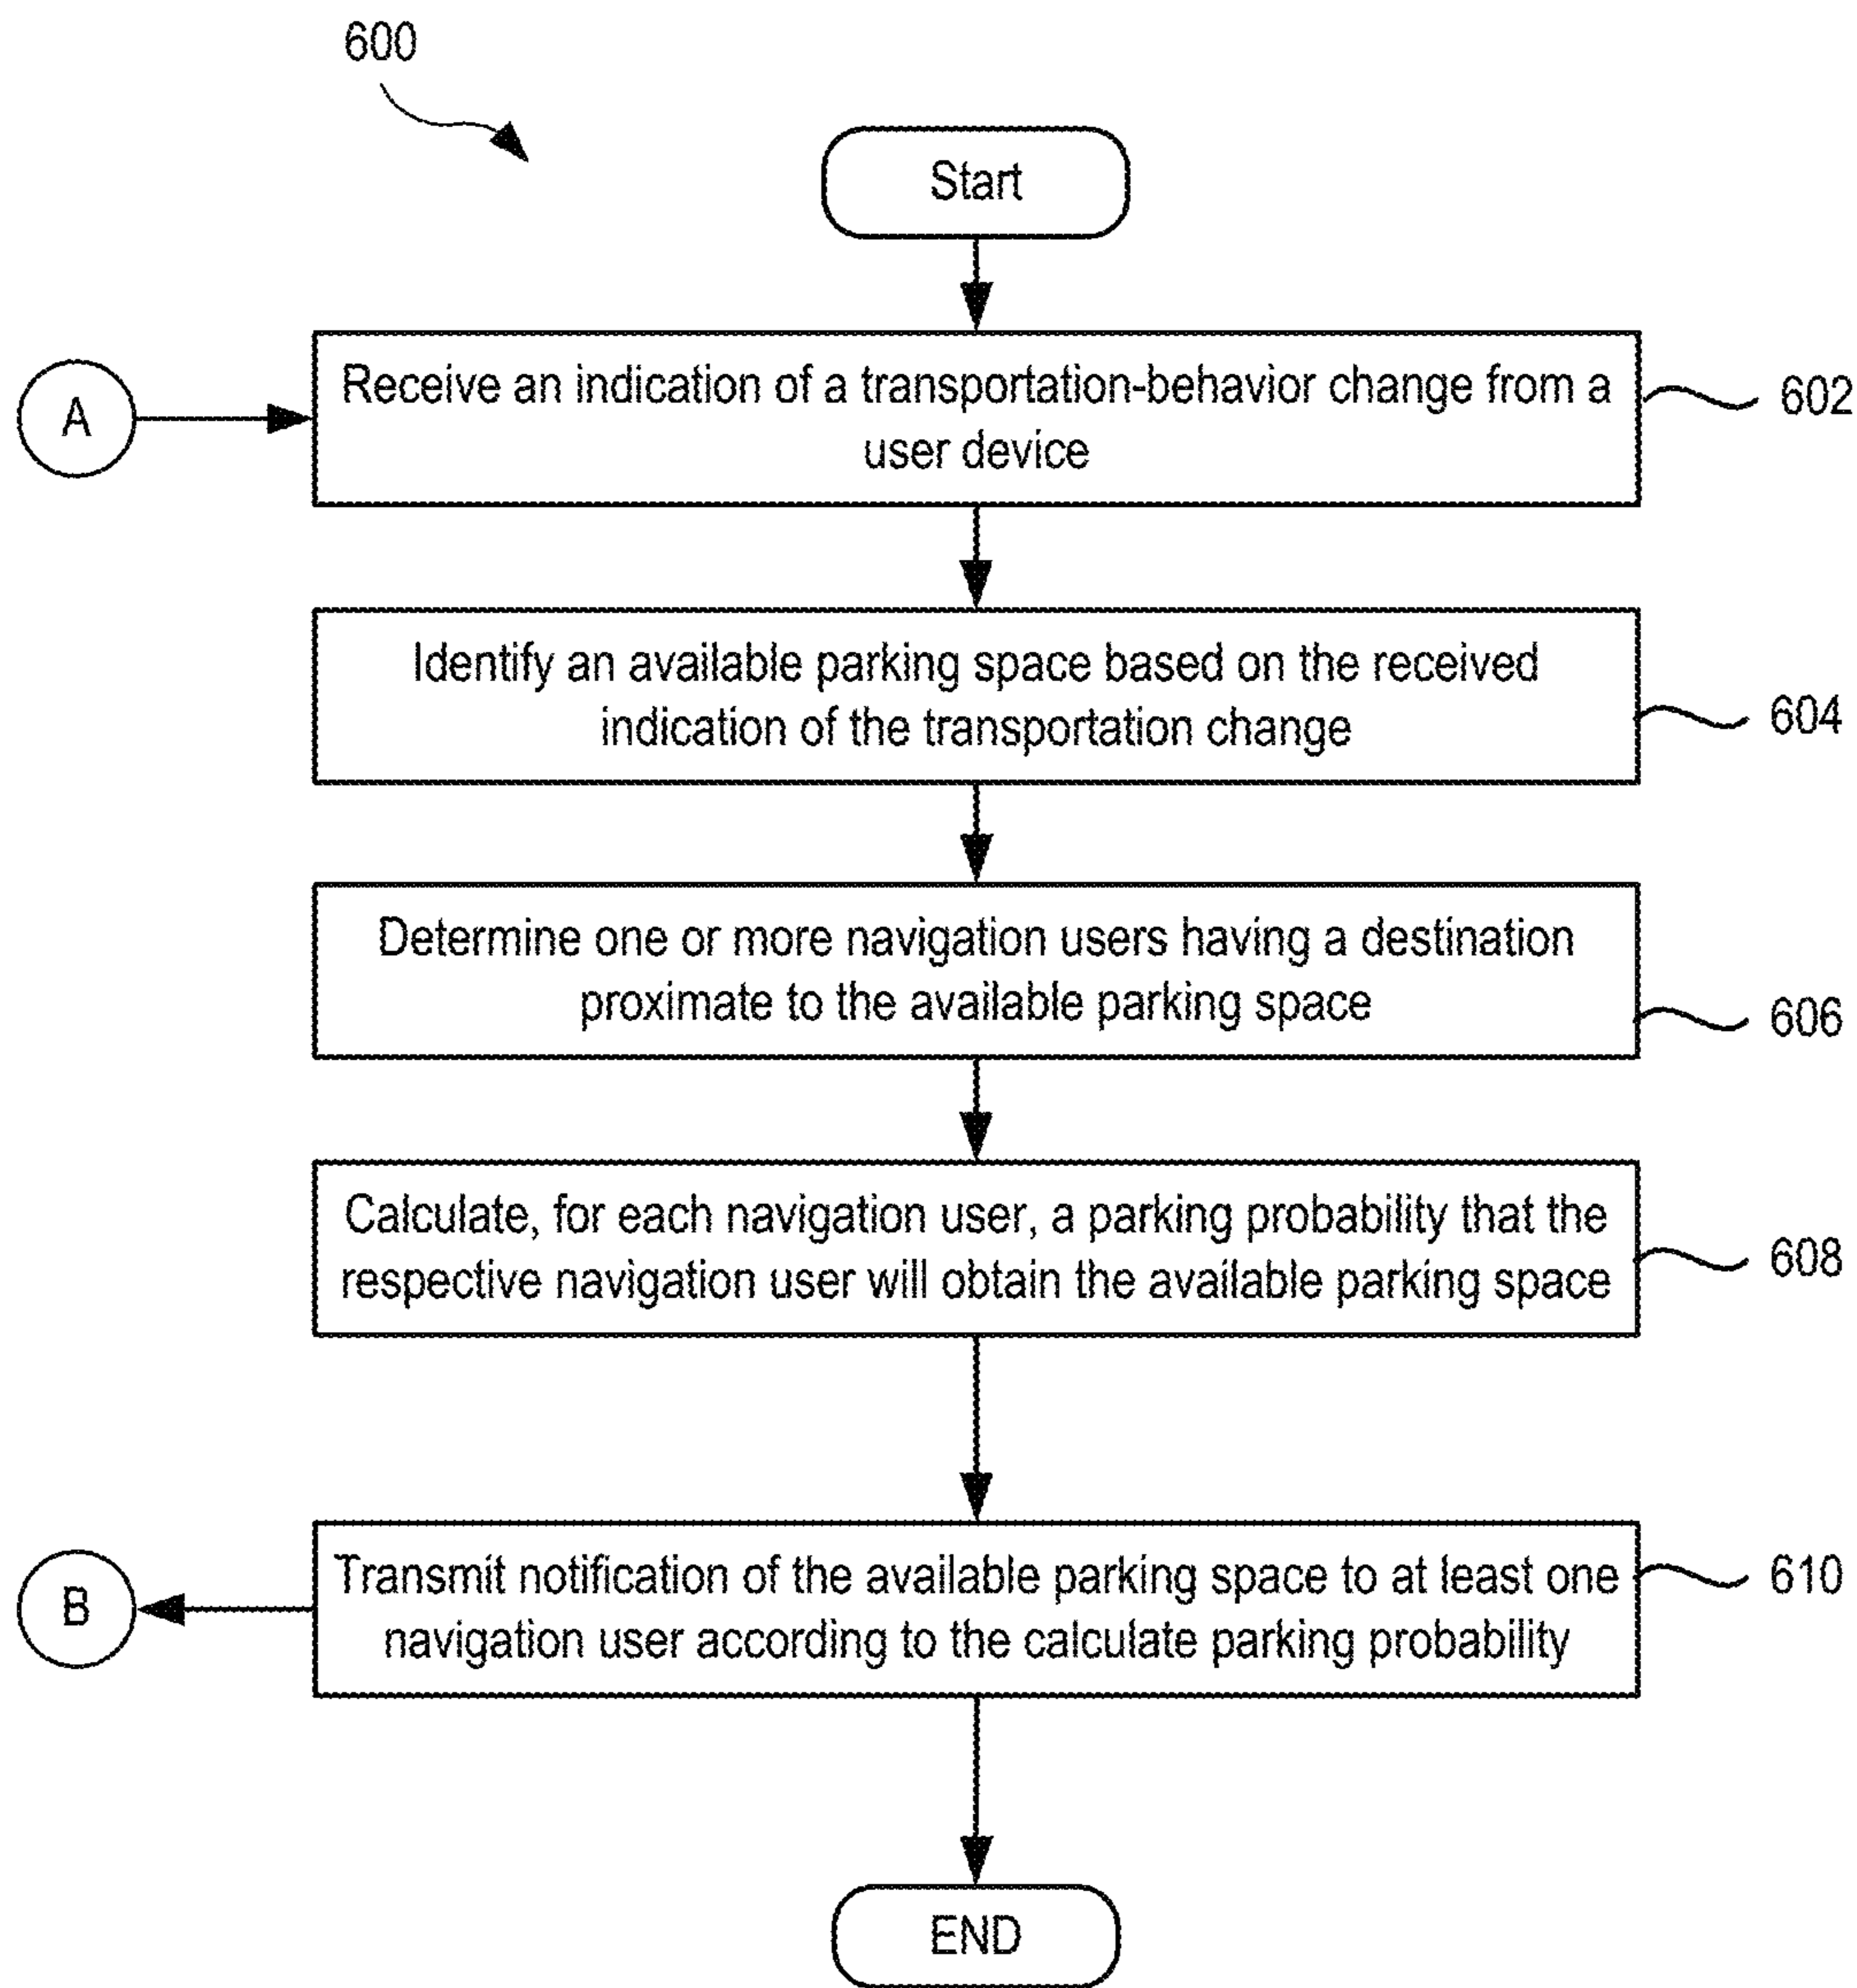 600
Start
A
Receive an indication of a transportation-behavior change from a
user device
602
Identify an available parking space based on the received
indication of the transportation change
604
Determine one or more navigation users having a destination
proximate to the available parking space
606
Calculate, for each navigation user, a parking probability that the
respective navigation user will obtain the available parking space
608
B
Transmit notification of the available parking space to at least one
navigation user according to the calculate parking probability
610
END